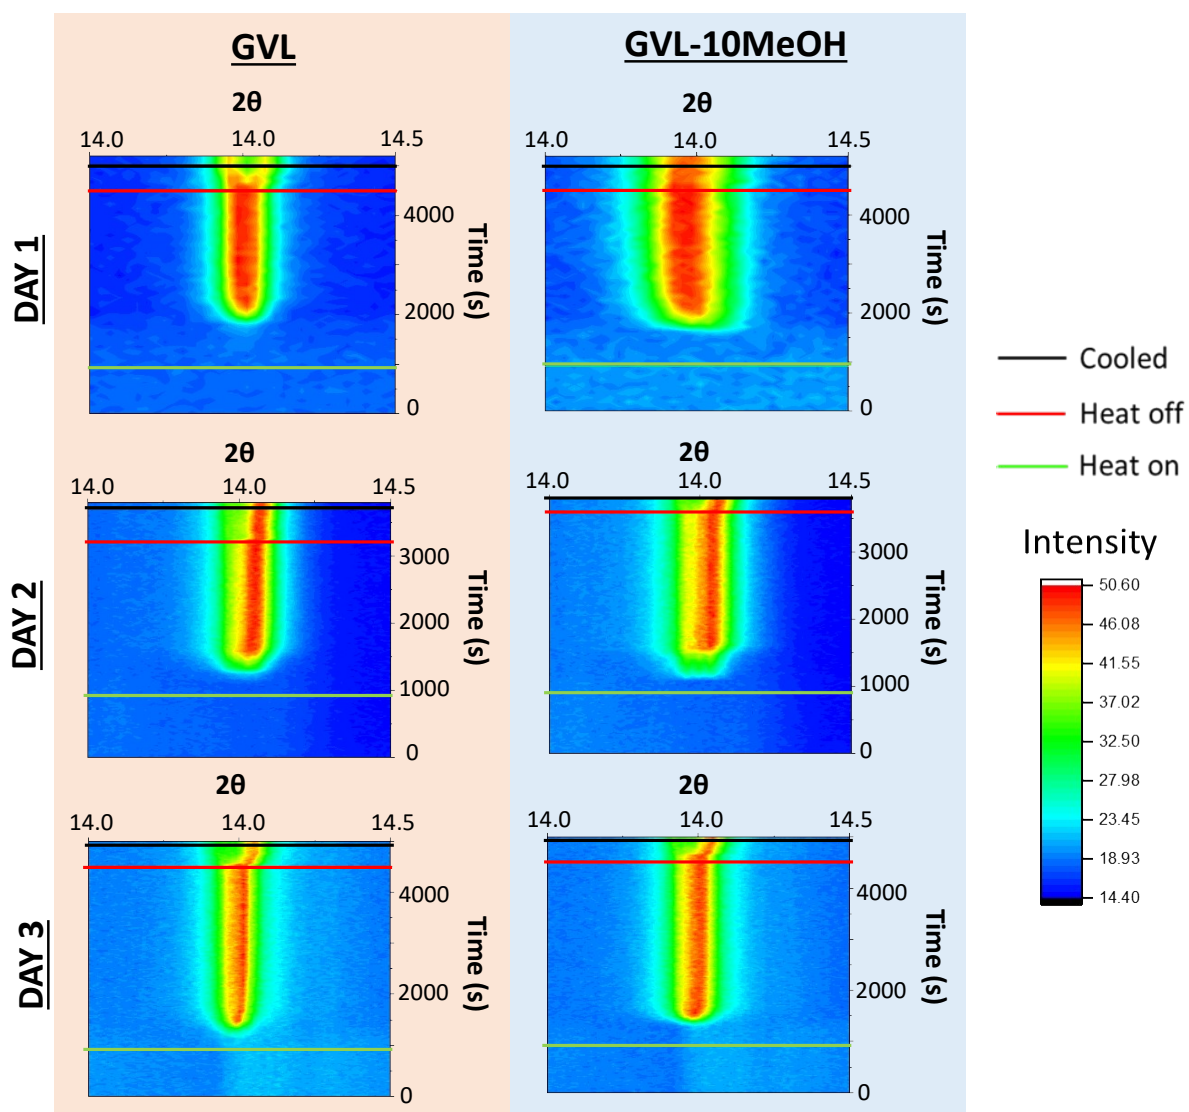 GVL
GVL-10MeOH
2θ
2θ
14.0 14.0 14.5
14.0 14.0 14.5
DAY 1
4000
2000
0
Time (s)
4000
2000
0
Time (s)
Cooled
Heat off
Heat on
2θ
2θ
14.0 14.0 14.5
14.0 14.0 14.5
DAY 2
3000
2000
1000
0
Time (s)
3000
2000
1000
0
Time (s)
Intensity
50.60
46.08
41.55
37.02
32.50
27.98
23.45
18.93
14.40
2θ
2θ
14.0 14.0 14.5
14.0 14.0 14.5
DAY 3
4000
2000
0
Time (s)
4000
2000
0
Time (s)